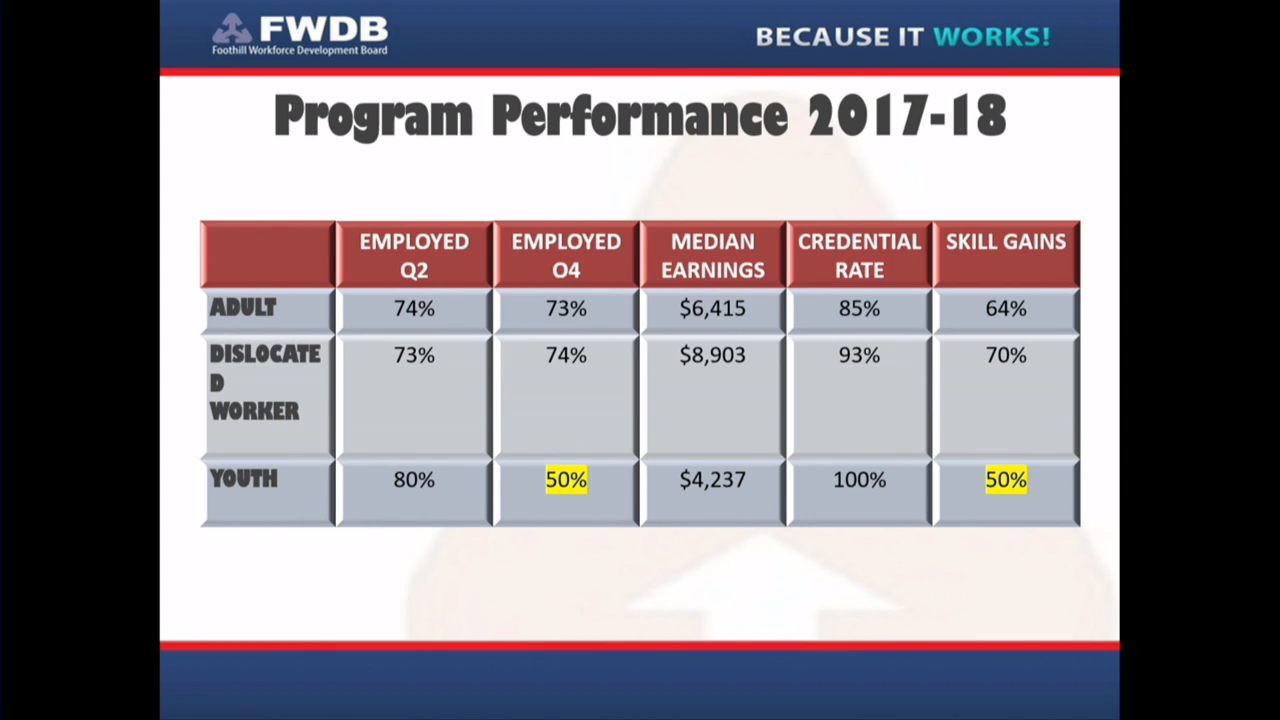 FWDB
Foothill Workforce Development Board
BECAUSE IT WORKS!
Program Performance 2017-18
EMPLOYED Q2 EMPLOYED O4 MEDIAN EARNINGS CREDENTIAL RATE SKILL GAINS
ADULT 74% 73% $6,415 85% 64%
DISLOCATE 73% 74% $8,903 93% 70%
D
WORKER
YOUTH 80% 50% $4,237 100% 50%